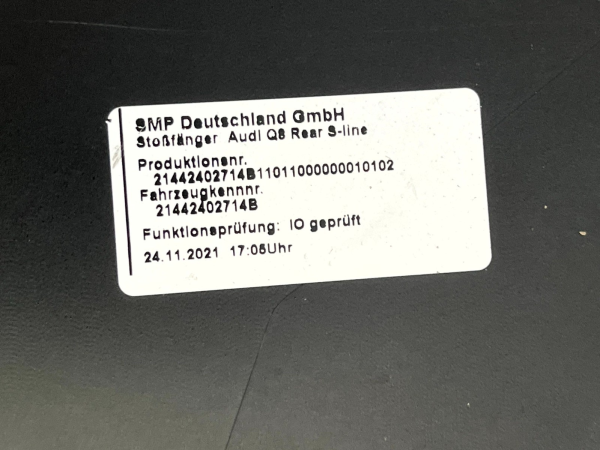 SMP Deutschland GmbH
Stoßfänger Audi Q8 Rear S-line
Produktionsnr.
21442402714B11011000000010102
Fahrzeugkennnr.
21442402714B
Funktionsprüfung: IO geprüft
24.11.2021 17:05Uhr